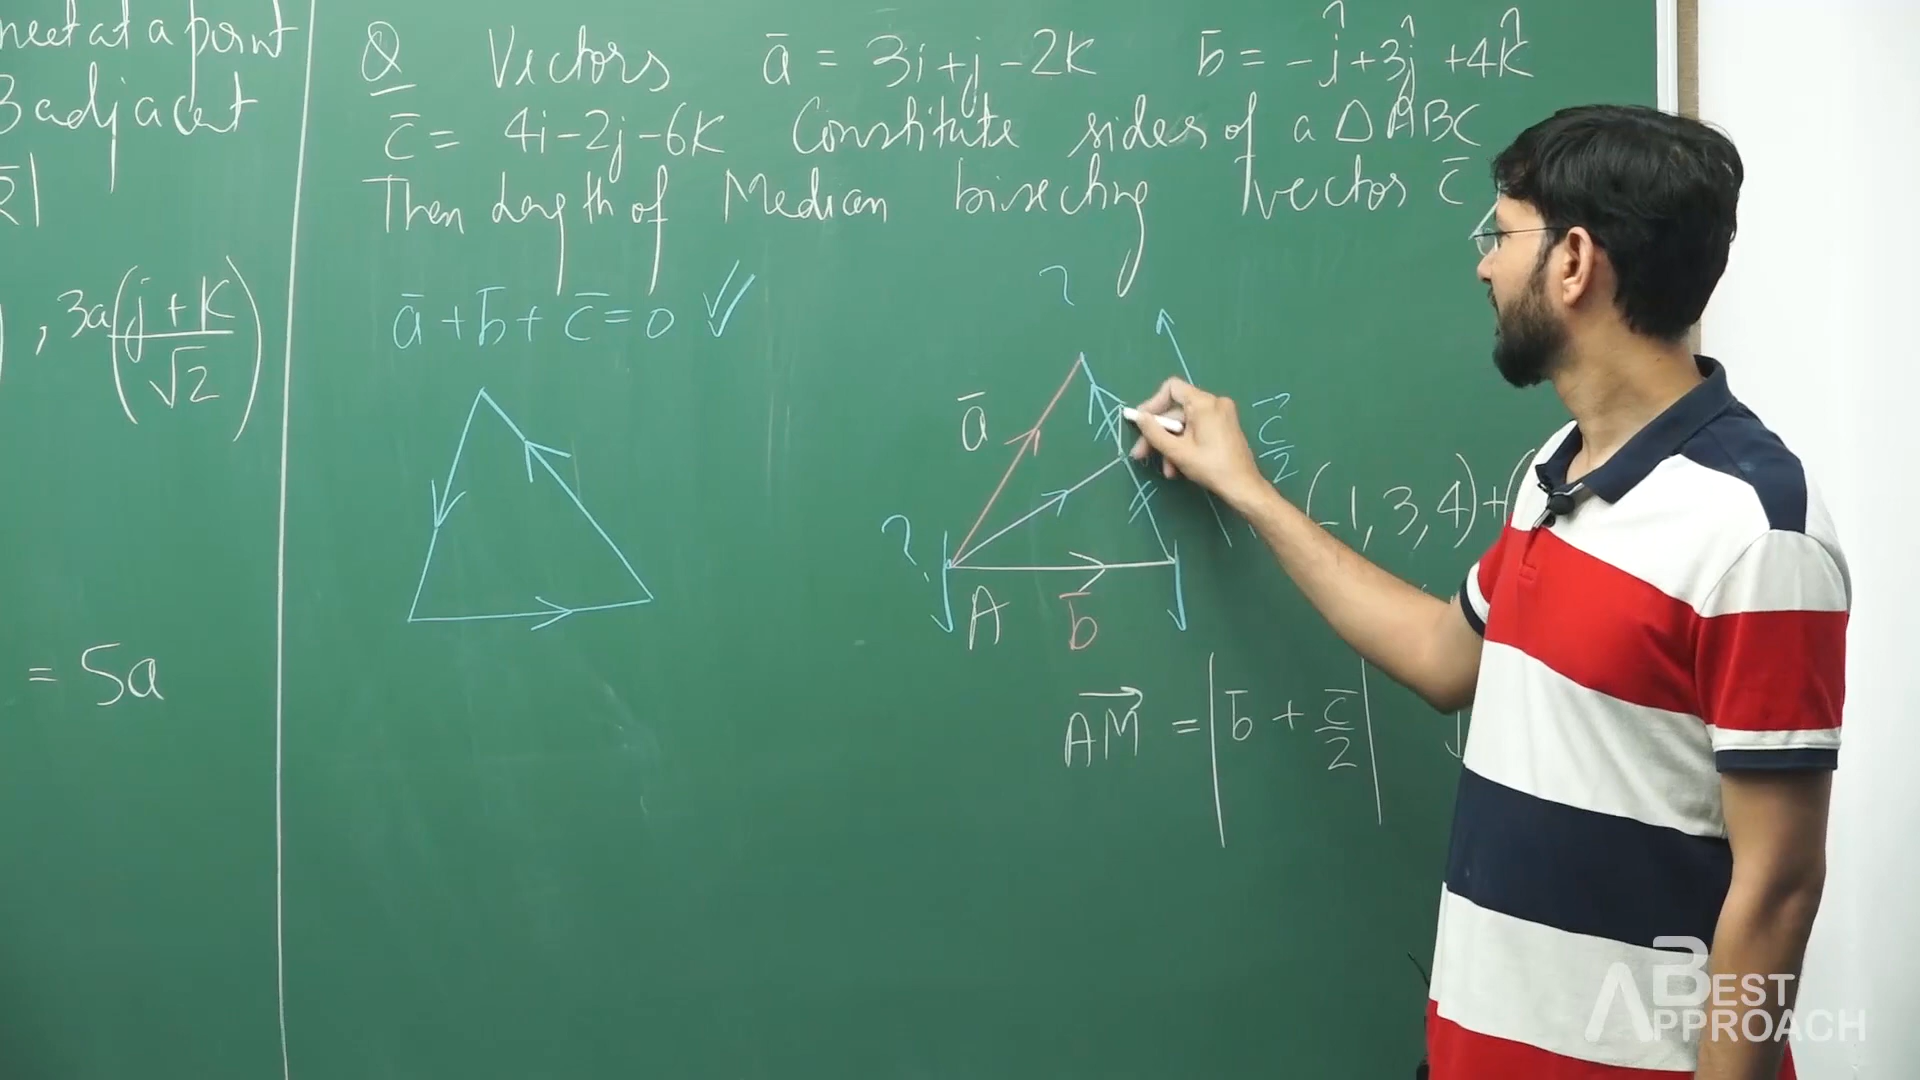 meet at a point
3 adjacent
R|
, 3a(j + k / √2)
= 5a
Q Vectors a̅ = 3i + j - 2k b̅ = -ĵ + 3ĵ + 4k̂
c̅ = 4i - 2j - 6k Constitute sides of a △ABC
Then Length of Median bisecting vector c̅
a̅ + b̅ + c̅ = 0 ✓
?
a̅
c⃗/2
(-1, 3, 4) + (
?
A
b̅
AM⃗ = | b̅ + c̅/2 |
BEST
APPROACH